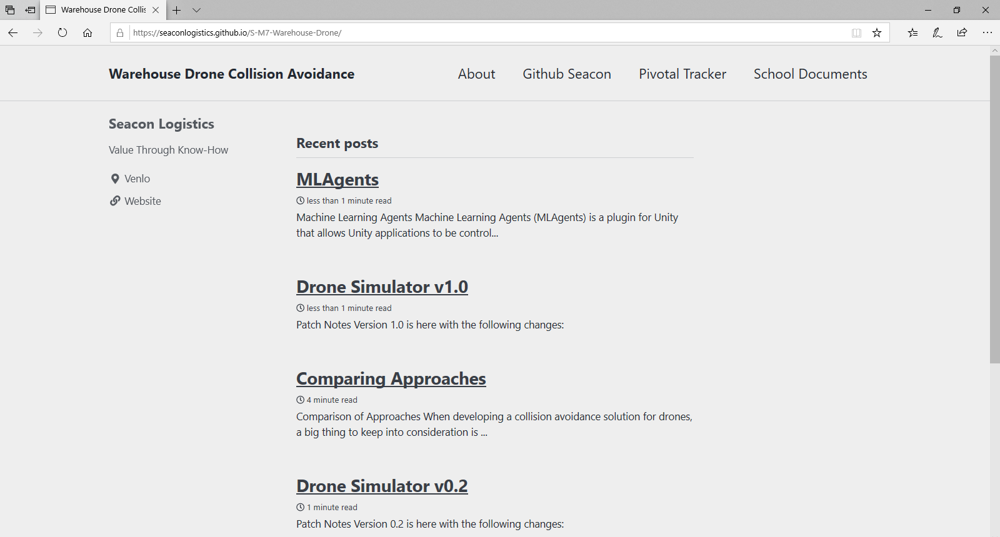 Warehouse Drone Collis
https://seaconlogistics.github.io/S-M7-Warehouse-Drone/
Warehouse Drone Collision Avoidance
About
Github Seacon
Pivotal Tracker
School Documents
Seacon Logistics
Value Through Know-How
Venlo
Website
Recent posts
MLAgents
less than 1 minute read
Machine Learning Agents Machine Learning Agents (MLAgents) is a plugin for Unity
that allows Unity applications to be control...
Drone Simulator v1.0
less than 1 minute read
Patch Notes Version 1.0 is here with the following changes:
Comparing Approaches
4 minute read
Comparison of Approaches When developing a collision avoidance solution for drones,
a big thing to keep into consideration is ...
Drone Simulator v0.2
1 minute read
Patch Notes Version 0.2 is here with the following changes: